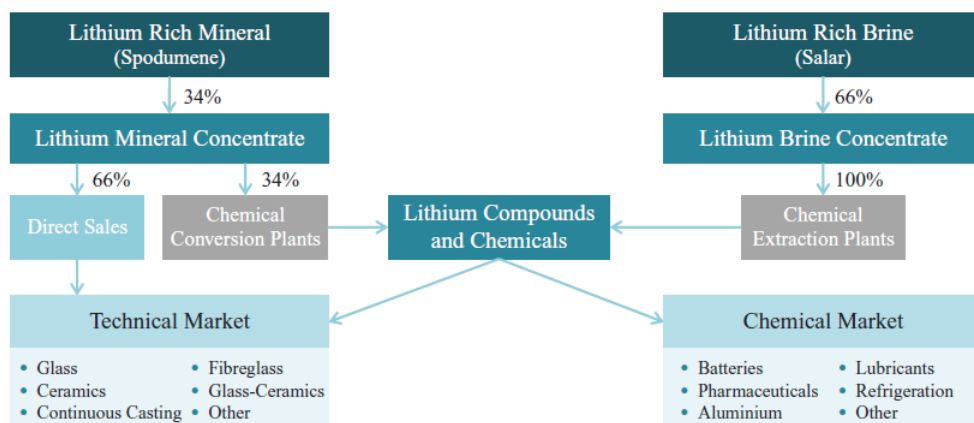 Lithium Rich Mineral
(Spodumene)
Lithium Rich Brine
(Salar)
34%
66%
Lithium Mineral Concentrate
Lithium Brine Concentrate
66%
34%
100%
Direct Sales
Chemical
Conversion Plants
Lithium Compounds
and Chemicals
Chemical
Extraction Plants
Technical Market
• Glass
• Ceramics
• Continuous Casting
• Fibreglass
• Glass-Ceramics
• Other
Chemical Market
• Batteries
• Pharmaceuticals
• Aluminium
• Lubricants
• Refrigeration
• Other